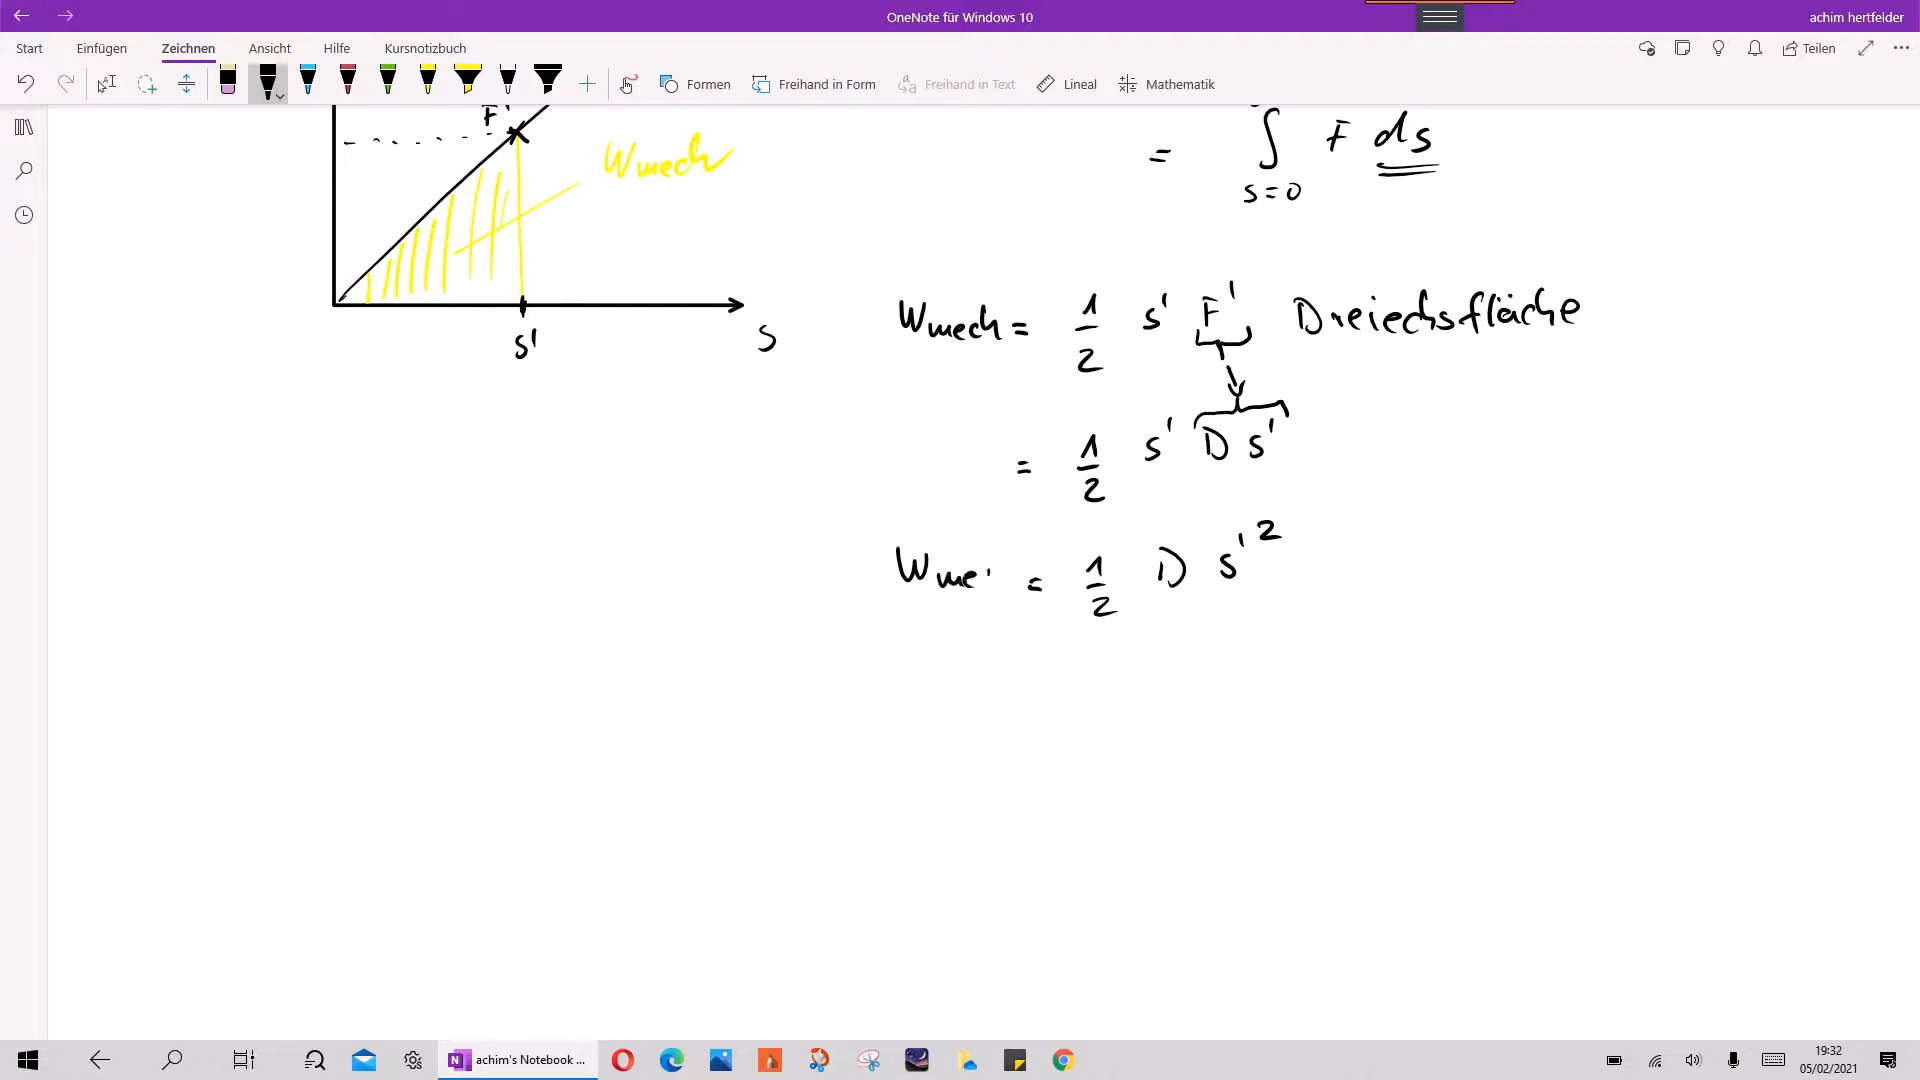 OneNote für Windows 10
achim hertfelder
Start Einfügen Zeichnen Ansicht Hilfe Kursnotizbuch
Teilen
Formen Freihand in Form Freihand in Text Lineal Mathematik
F'
Wmech
s'
s
= ∫ F ds
s=0
Wmech = 1/2 s' F' Dreiecksfläche
= 1/2 s' D s'
Wme = 1/2 D s'²
achim's Notebook ...
19:32
05/02/2021